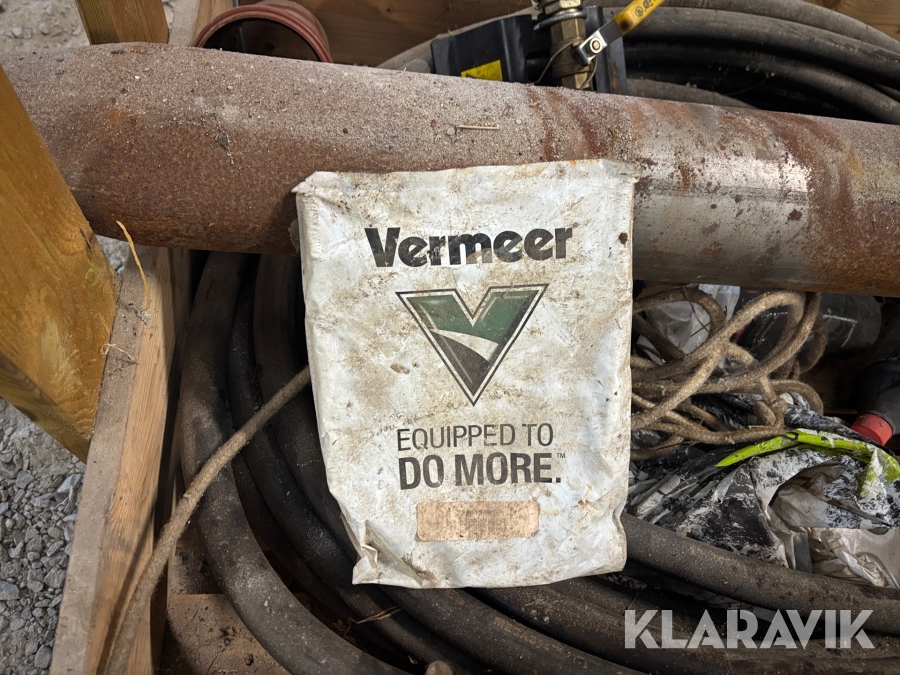 Vermeer
EQUIPPED TO
DO MORE.™
KLARAVIK